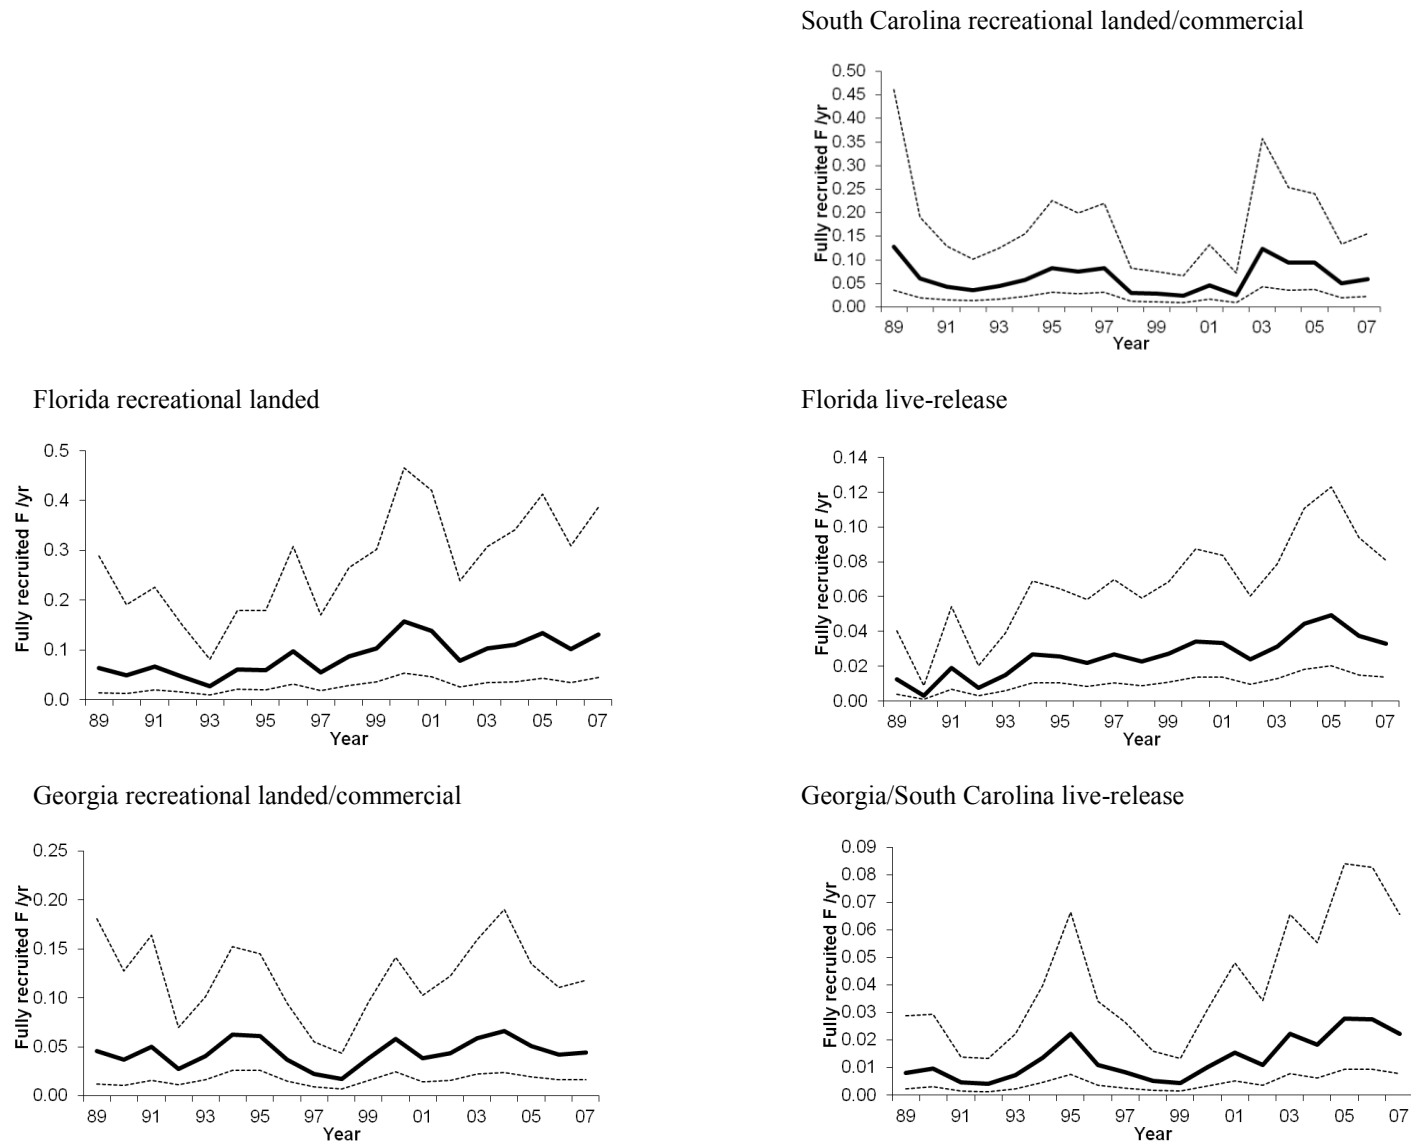 South Carolina recreational landed/commercial
Fully recruited F /yr
0.50
0.45
0.40
0.35
0.30
0.25
0.20
0.15
0.10
0.05
0.00
89 91 93 95 97 99 01 03 05 07
Year
Florida recreational landed
Fully recruited F /yr
0.5
0.4
0.3
0.2
0.1
0.0
89 91 93 95 97 99 01 03 05 07
Year
Florida live-release
Fully recruited F /yr
0.14
0.12
0.10
0.08
0.06
0.04
0.02
0.00
89 91 93 95 97 99 01 03 05 07
Year
Georgia recreational landed/commercial
Fully recruited F /yr
0.25
0.20
0.15
0.10
0.05
0.00
89 91 93 95 97 99 01 03 05 07
Year
Georgia/South Carolina live-release
Fully recruited F /yr
0.09
0.08
0.07
0.06
0.05
0.04
0.03
0.02
0.01
0.00
89 91 93 95 97 99 01 03 05 07
Year